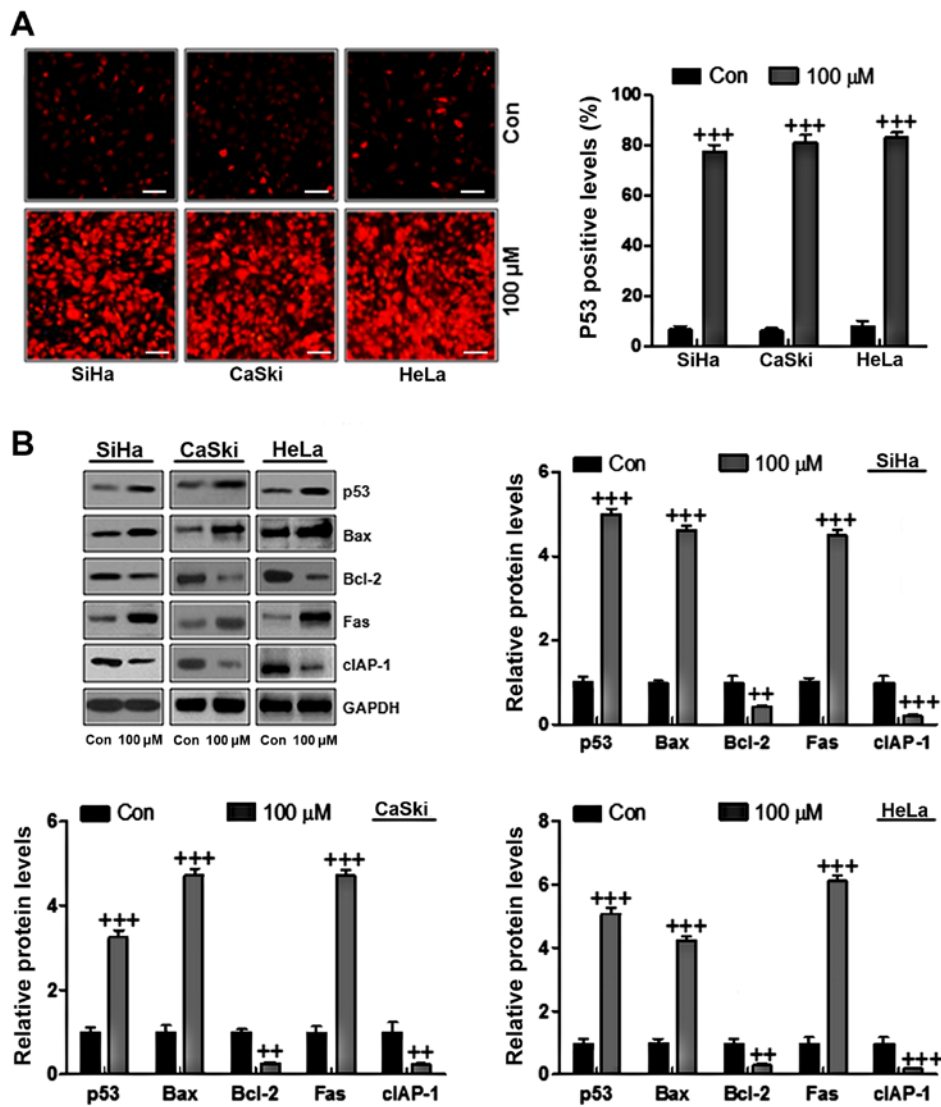 A
Con
100 µM
SiHa CaSki HeLa
Con 100 µM
P53 positive levels (%)
100
80
60
40
20
0
+++ +++ +++
SiHa CaSki HeLa
B
SiHa CaSki HeLa
p53
Bax
Bcl-2
Fas
cIAP-1
GAPDH
Con 100 µM Con 100 µM Con 100 µM
Con 100 µM SiHa
Relative protein levels
6
4
2
0
+++ +++ ++ +++ +++
p53 Bax Bcl-2 Fas cIAP-1
Con 100 µM CaSki
Relative protein levels
6
4
2
0
+++ +++ ++ +++ ++
p53 Bax Bcl-2 Fas cIAP-1
Con 100 µM HeLa
Relative protein levels
8
6
4
2
0
+++ +++ ++ +++ +++
p53 Bax Bcl-2 Fas cIAP-1